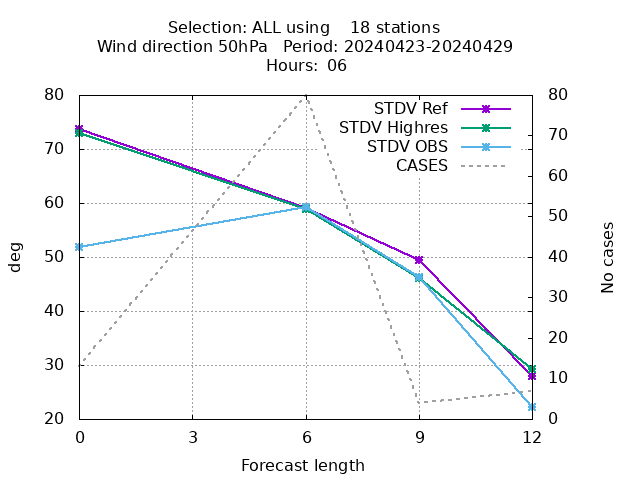 Selection: ALL using    18 stations
Wind direction 50hPa   Period: 20240423-20240429
Hours: 06
80
70
60
50
40
30
20
deg
STDV Ref
STDV Highres
STDV OBS
CASES
80
70
60
50
40
30
20
10
0
No cases
0 3 6 9 12
Forecast length